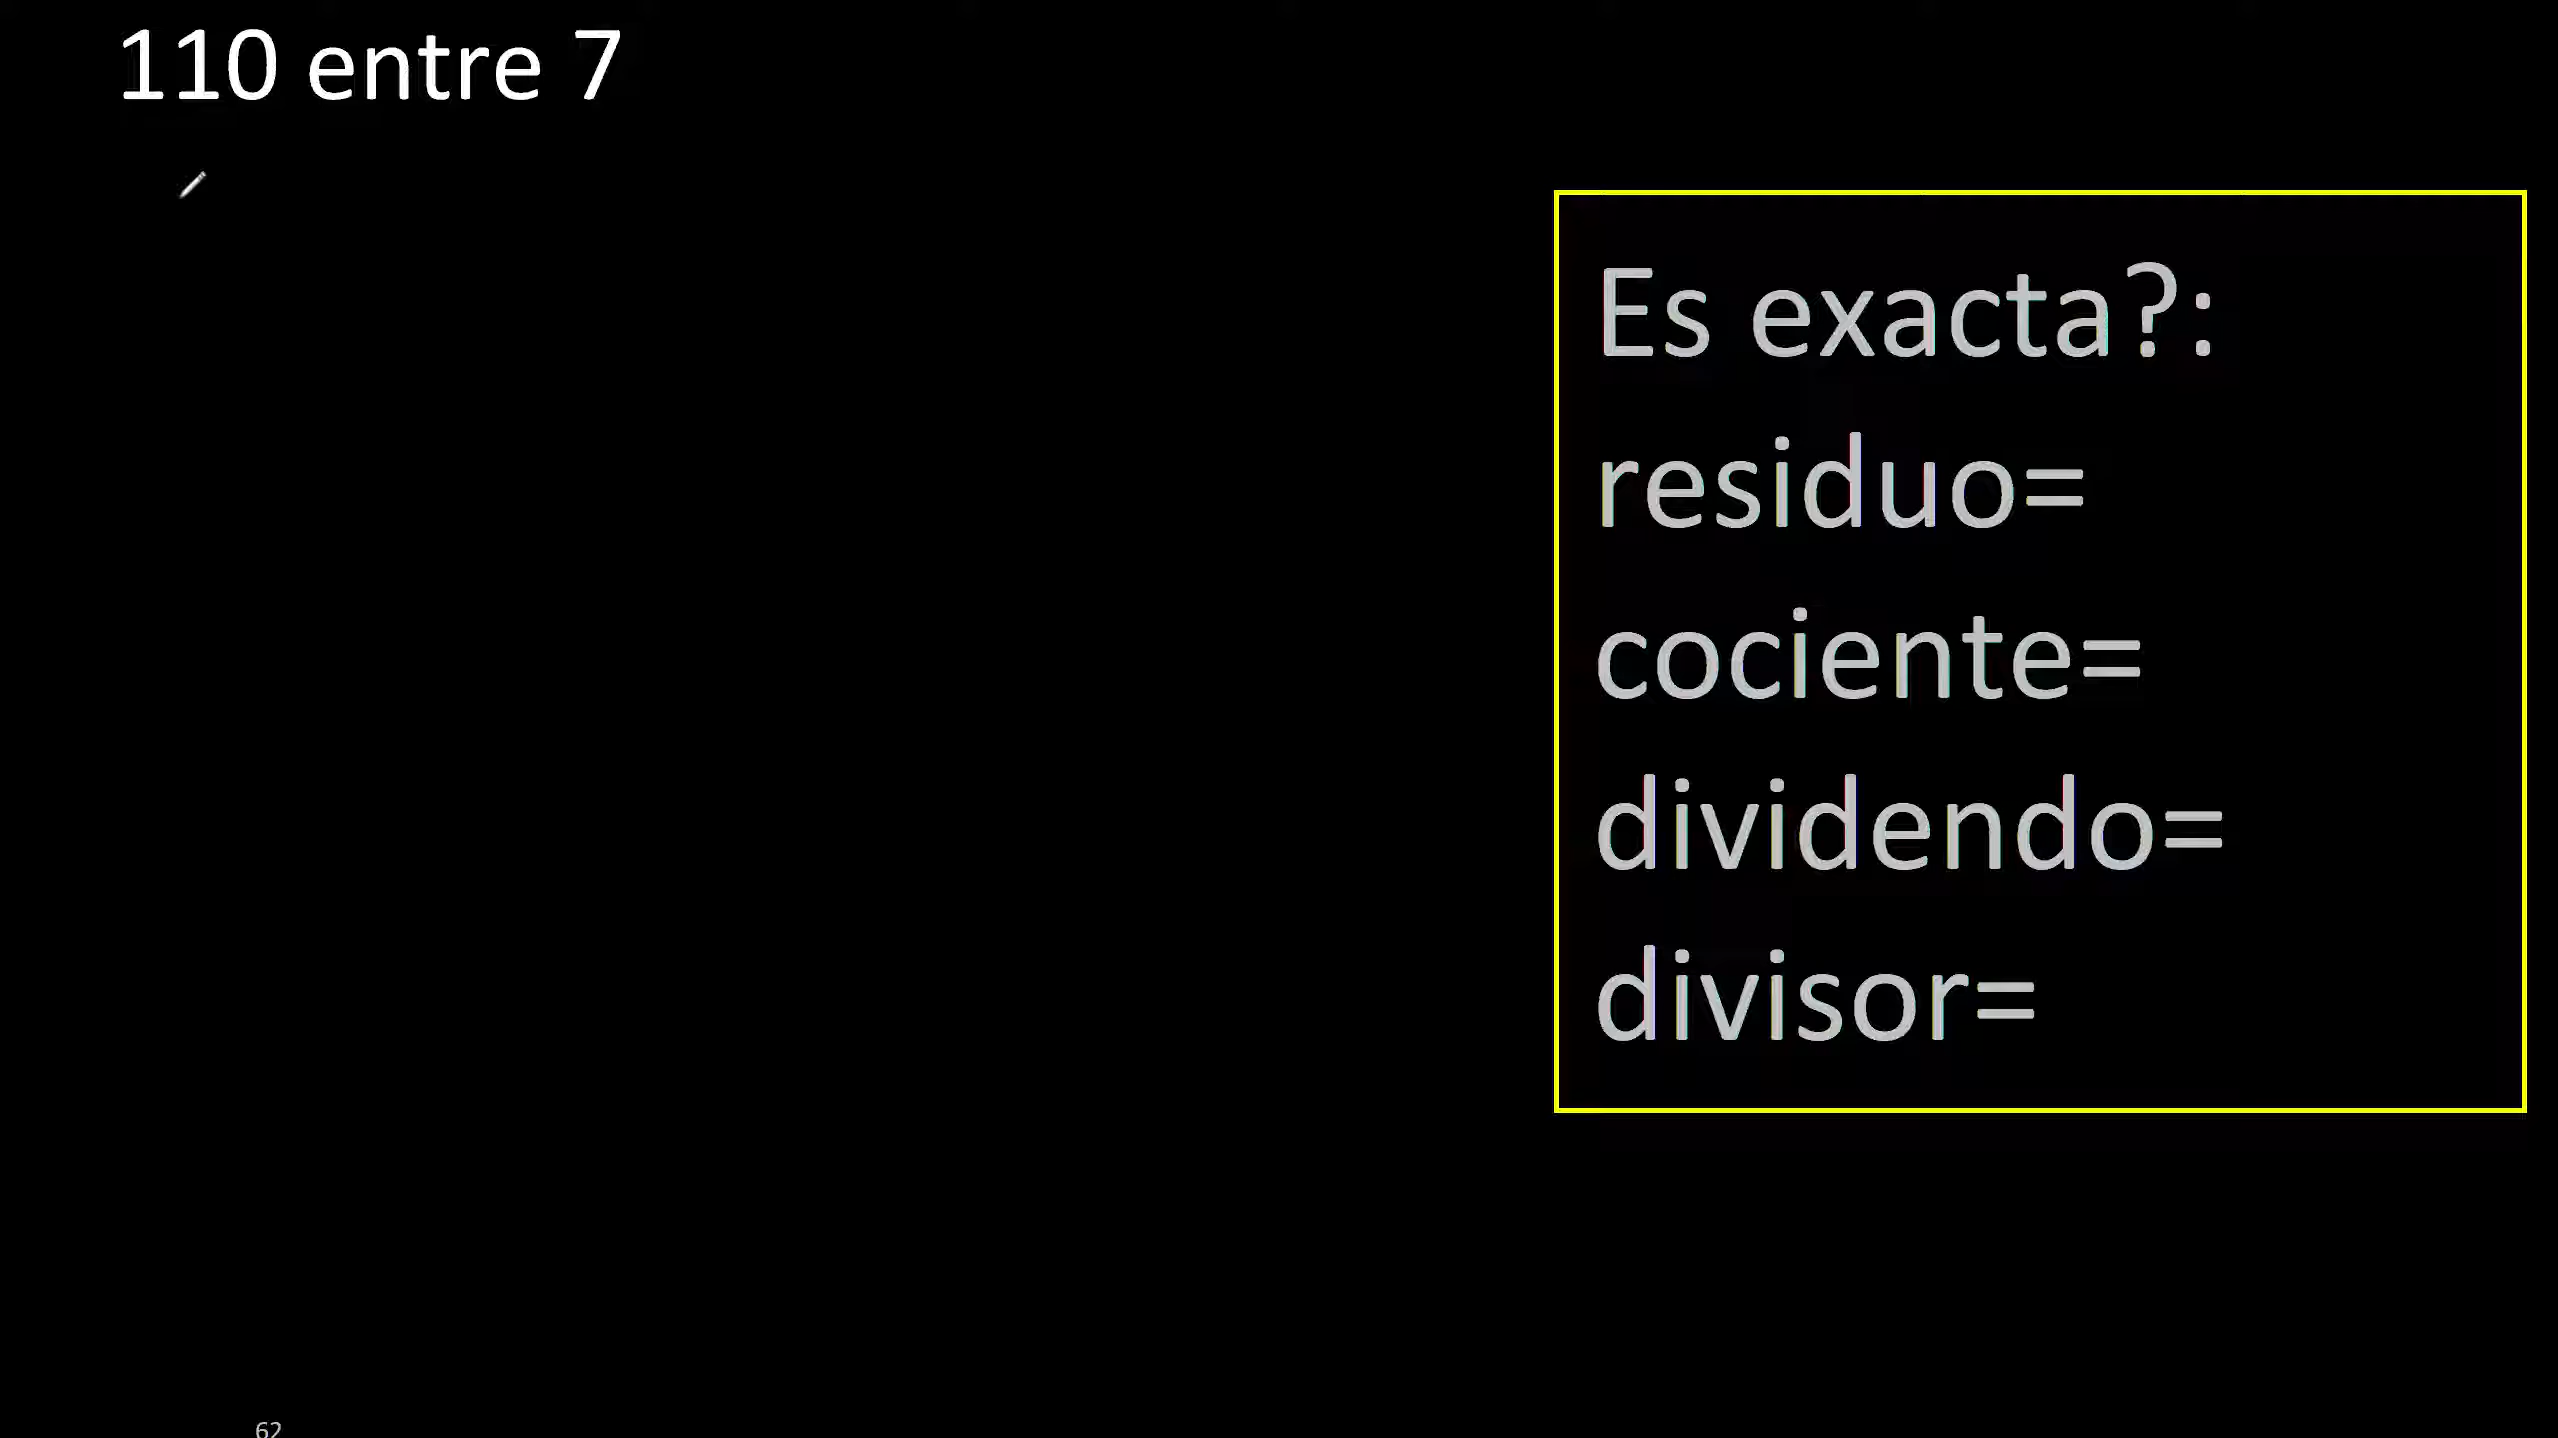 110 entre 7
Es exacta?:
residuo=
cociente=
dividendo=
divisor=
62